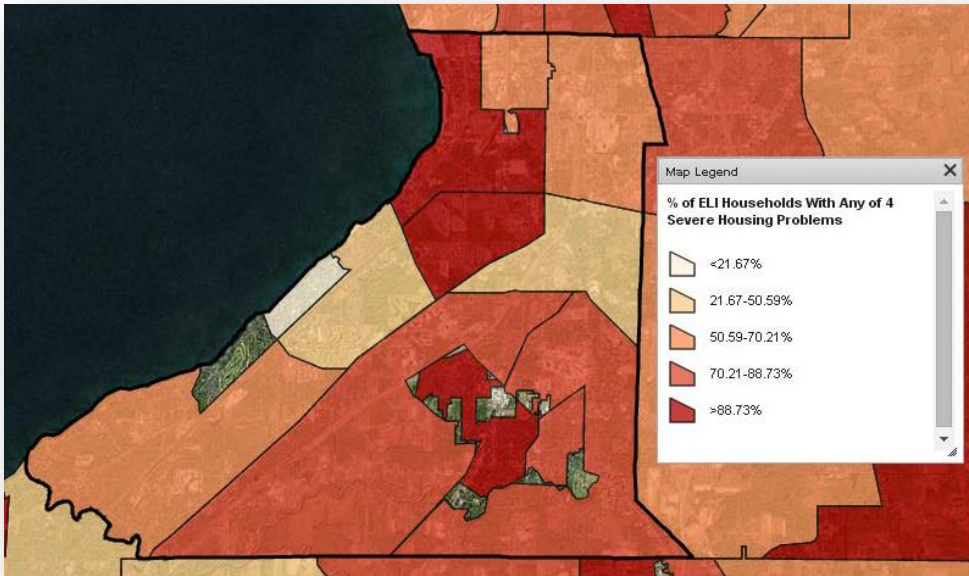 Map Legend
% of ELI Households With Any of 4
Severe Housing Problems
<21.67%
21.67-50.59%
50.59-70.21%
70.21-88.73%
>88.73%